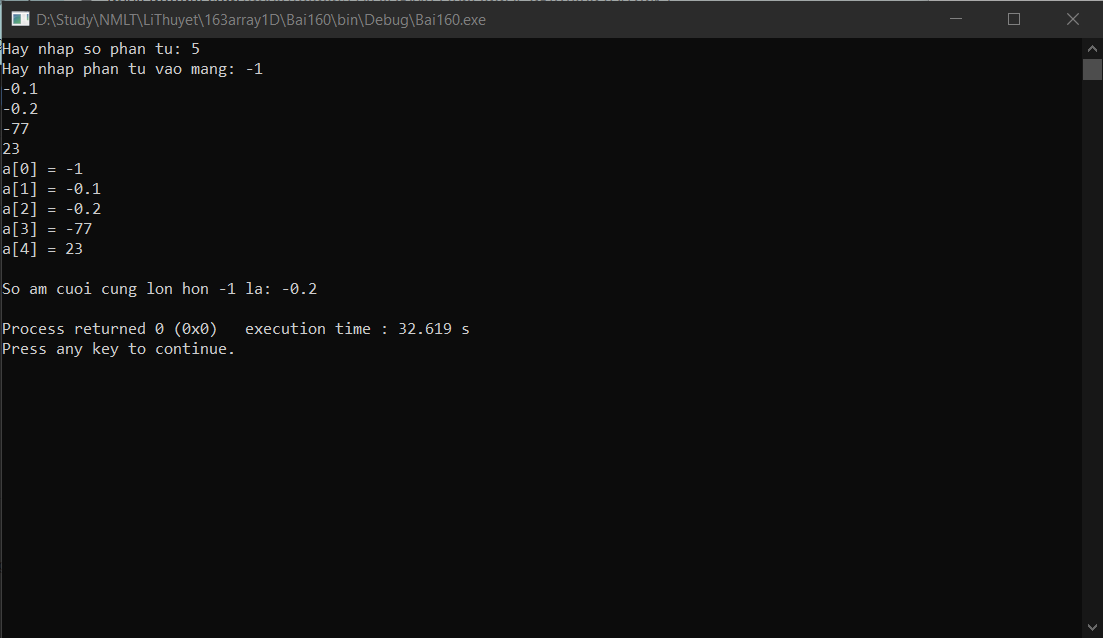 D:\Study\NMLT\LiThuyet\163array1D\Bai160\bin\Debug\Bai160.exe
Hay nhap so phan tu: 5
Hay nhap phan tu vao mang: -1
-0.1
-0.2
-77
23
a[0] = -1
a[1] = -0.1
a[2] = -0.2
a[3] = -77
a[4] = 23
So am cuoi cung lon hon -1 la: -0.2
Process returned 0 (0x0)   execution time : 32.619 s
Press any key to continue.